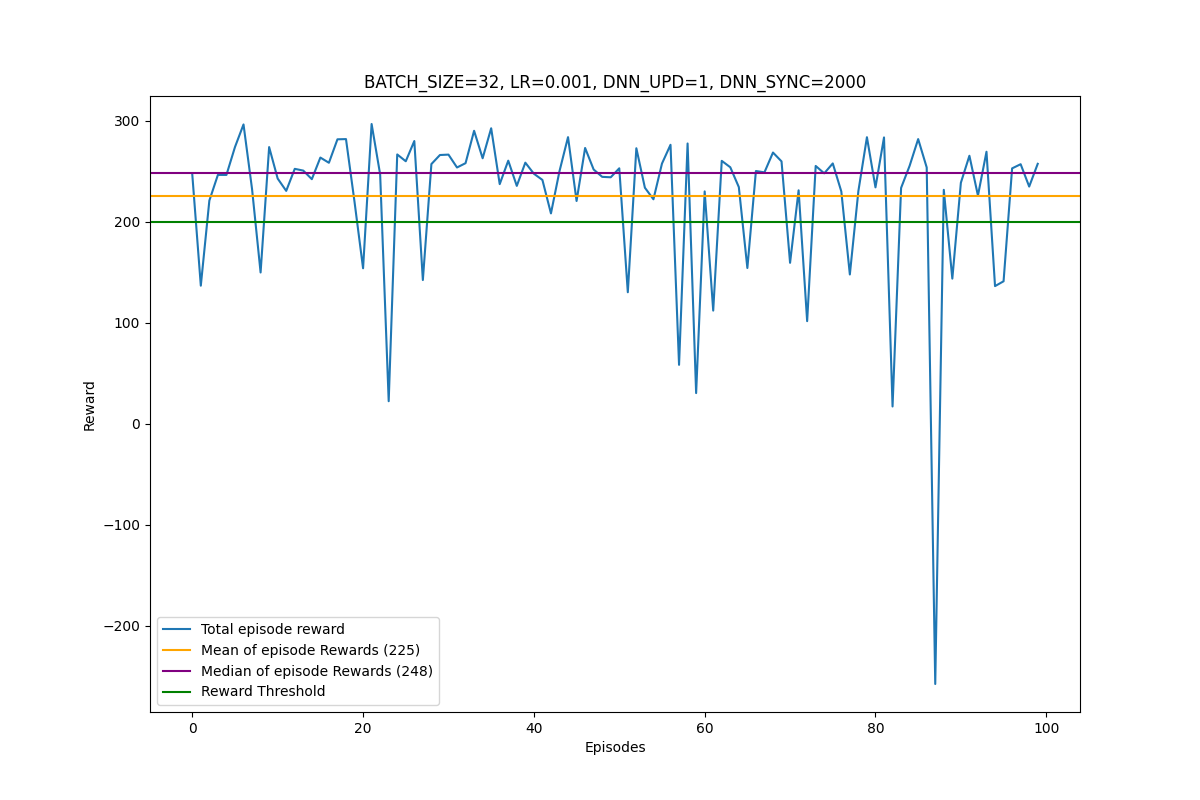 BATCH_SIZE=32, LR=0.001, DNN_UPD=1, DNN_SYNC=2000
300
200
100
0
−100
−200
Reward
Total episode reward
Mean of episode Rewards (225)
Median of episode Rewards (248)
Reward Threshold
0 20 40 60 80 100
Episodes